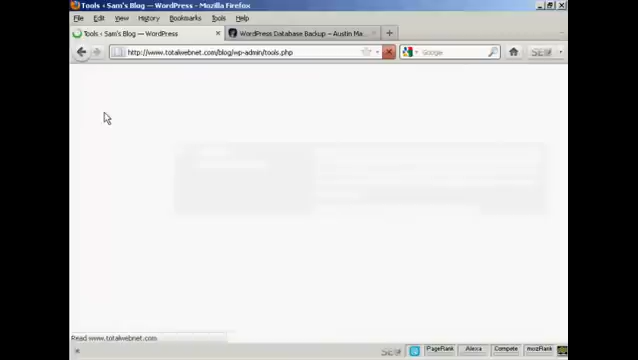 Tools ‹ Sam's Blog — WordPress - Mozilla Firefox
File Edit View History Bookmarks Tools Help
Tools ‹ Sam's Blog — WordPress
WordPress Database Backup — Austin Ma...
http://www.totalwebnet.com/blog/wp-admin/tools.php
Google
Read www.totalwebnet.com
PageRank Alexa Compete mozRank